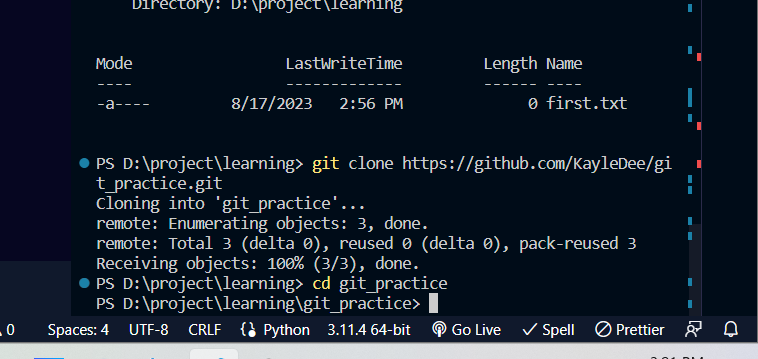 Directory: D:\project\learning
Mode LastWriteTime Length Name
---- ------------- ------ ----
-a---- 8/17/2023 2:56 PM 0 first.txt
PS D:\project\learning> git clone https://github.com/KayleDee/gi
t_practice.git
Cloning into 'git_practice'...
remote: Enumerating objects: 3, done.
remote: Total 3 (delta 0), reused 0 (delta 0), pack-reused 3
Receiving objects: 100% (3/3), done.
PS D:\project\learning> cd git_practice
PS D:\project\learning\git_practice>
0 Spaces: 4 UTF-8 CRLF Python 3.11.4 64-bit Go Live Spell Prettier